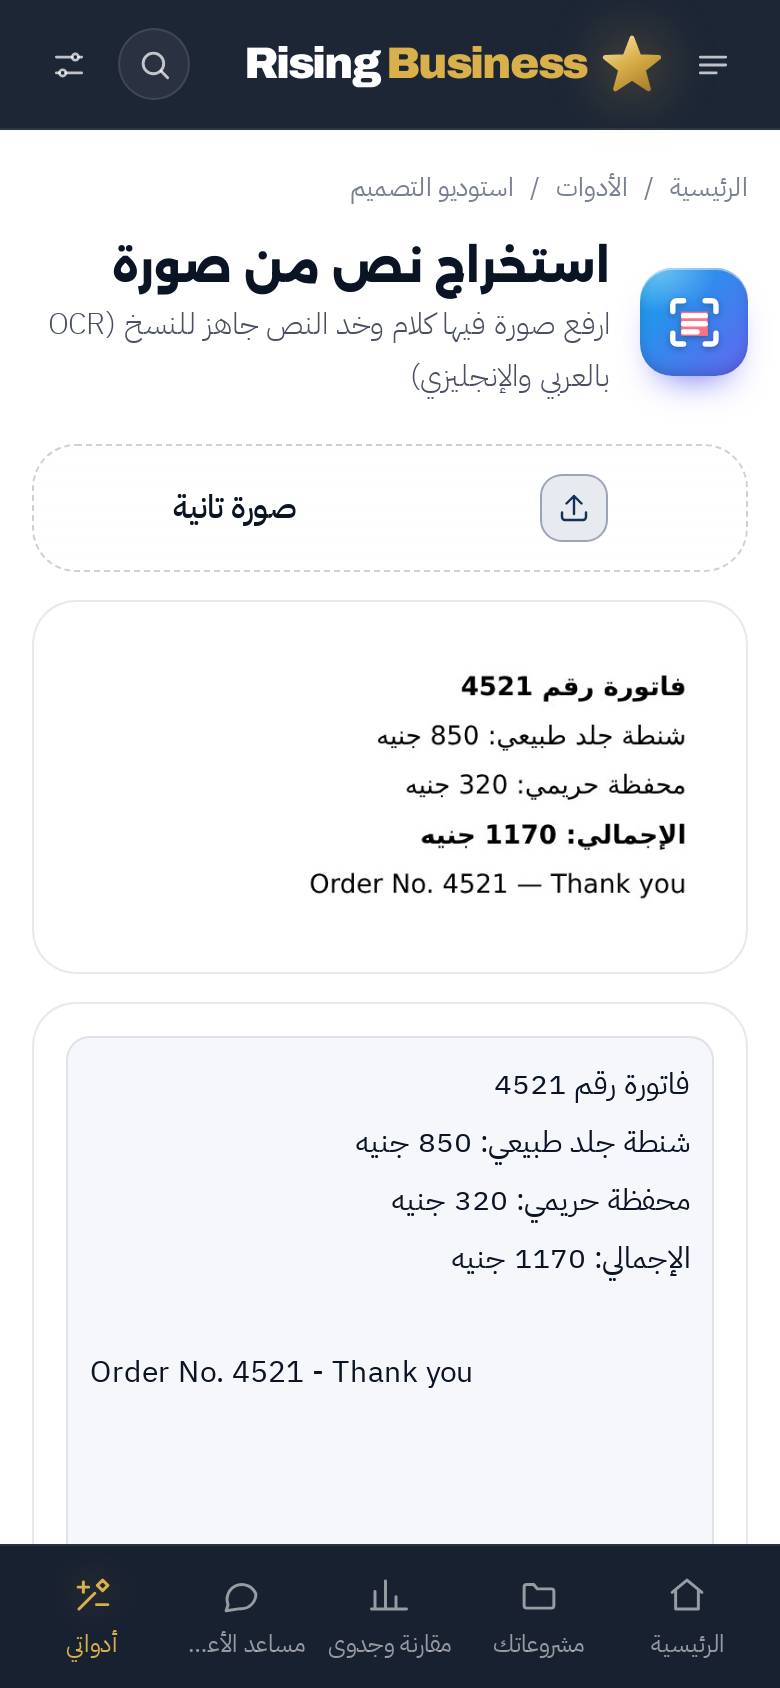 Rising Business
الرئيسية / الأدوات / استوديو التصميم
استخراج نص من صورة
ارفع صورة فيها كلام وخد النص جاهز للنسخ (OCR
بالعربي والإنجليزي)
صورة تانية
فاتورة رقم 4521
شنطة جلد طبيعي: 850 جنيه
محفظة حريمي: 320 جنيه
الإجمالي: 1170 جنيه
Order No. 4521 — Thank you
فاتورة رقم 4521
شنطة جلد طبيعي: 850 جنيه
محفظة حريمي: 320 جنيه
الإجمالي: 1170 جنيه
Order No. 4521 - Thank you
الرئيسية
مشروعاتك
مقارنة وجدوى
مساعد الأع...
أدواتي